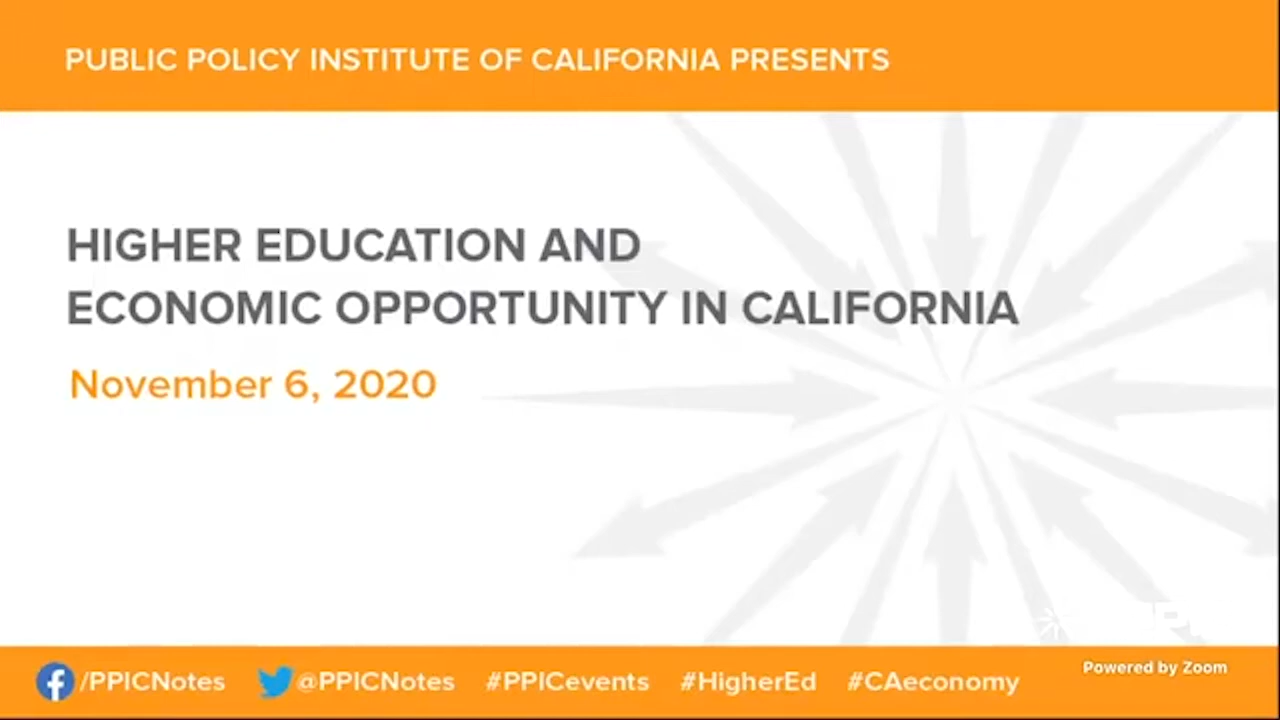 PUBLIC POLICY INSTITUTE OF CALIFORNIA PRESENTS
HIGHER EDUCATION AND
ECONOMIC OPPORTUNITY IN CALIFORNIA
November 6, 2020
/PPICNotes @PPICNotes #PPICevents #HigherEd #CAeconomy
Powered by Zoom